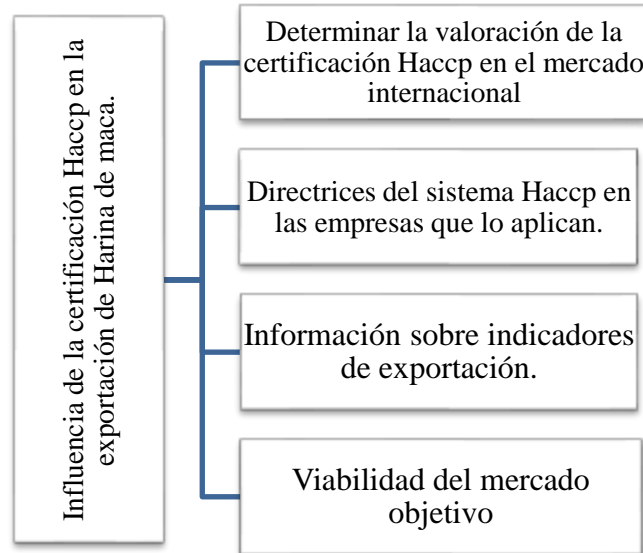 Influencia de la certificación Haccp en la
exportación de Harina de maca.
Determinar la valoración de la
certificación Haccp en el mercado
internacional
Directrices del sistema Haccp en
las empresas que lo aplican.
Información sobre indicadores
de exportación.
Viabilidad del mercado
objetivo